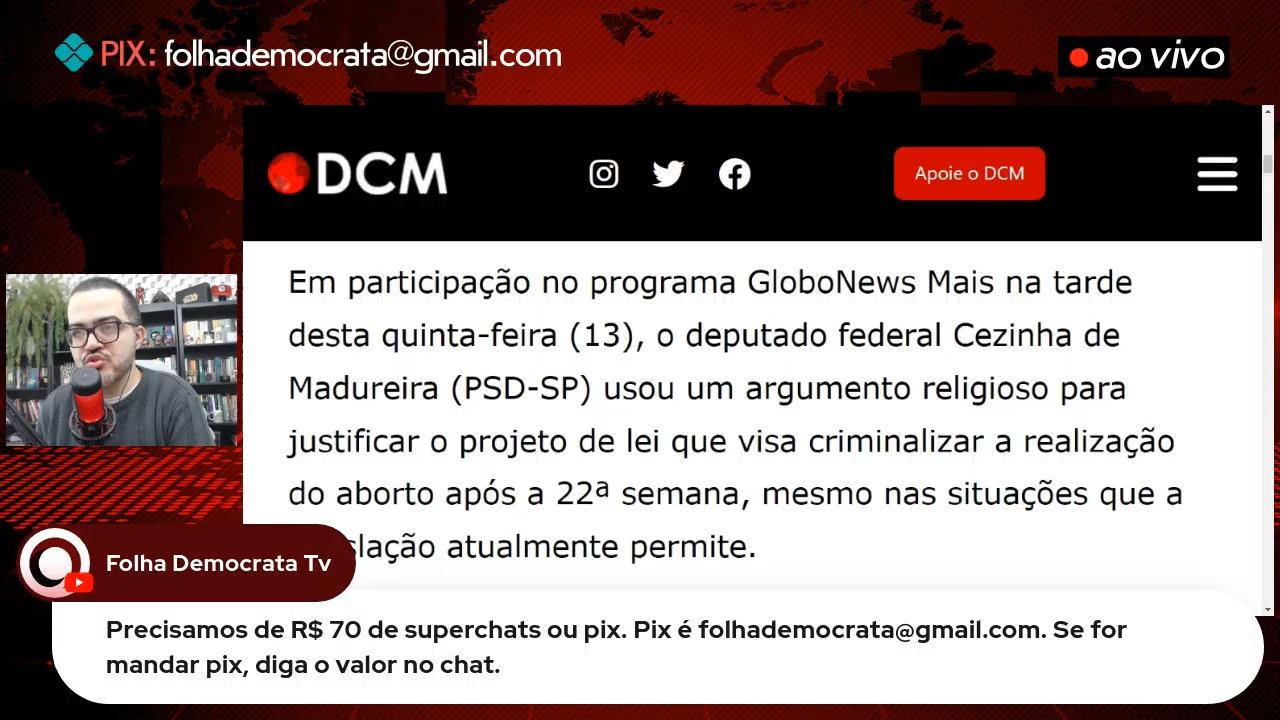 PIX: folhademocrata@gmail.com
ao vivo
DCM
Apoie o DCM
Em participação no programa GloboNews Mais na tarde
desta quinta-feira (13), o deputado federal Cezinha de
Madureira (PSD-SP) usou um argumento religioso para
justificar o projeto de lei que visa criminalizar a realização
do aborto após a 22ª semana, mesmo nas situações que a
slação atualmente permite.
Folha Democrata Tv
Precisamos de R$ 70 de superchats ou pix. Pix é folhademocrata@gmail.com. Se for
mandar pix, diga o valor no chat.